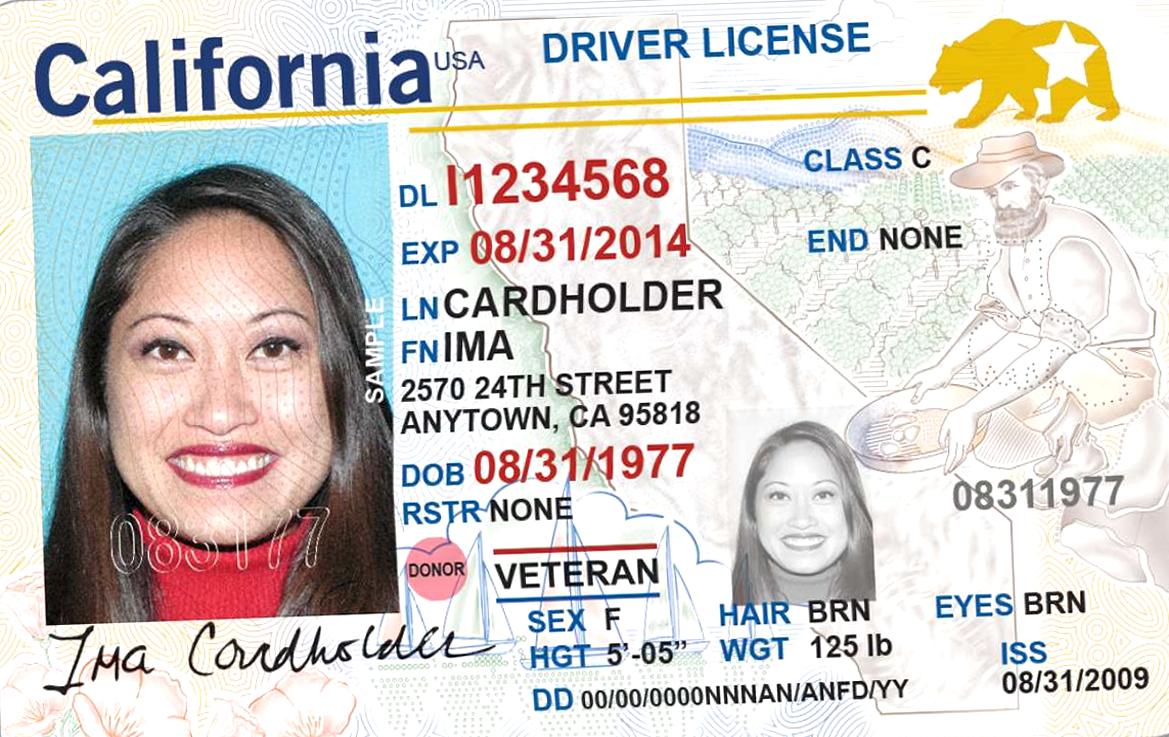 California USA DRIVER LICENSE
DL I1234568
CLASS C
EXP 08/31/2014
END NONE
LN CARDHOLDER
FN IMA
2570 24TH STREET
ANYTOWN, CA 95818
DOB 08/31/1977
RSTR NONE
08311977
SAMPLE
083177
DONOR
VETERAN
SEX F
HAIR BRN
EYES BRN
HGT 5'-05"
WGT 125 lb
ISS
08/31/2009
DD 00/00/0000NNNAN/ANFD/YY
Ima Cardholder